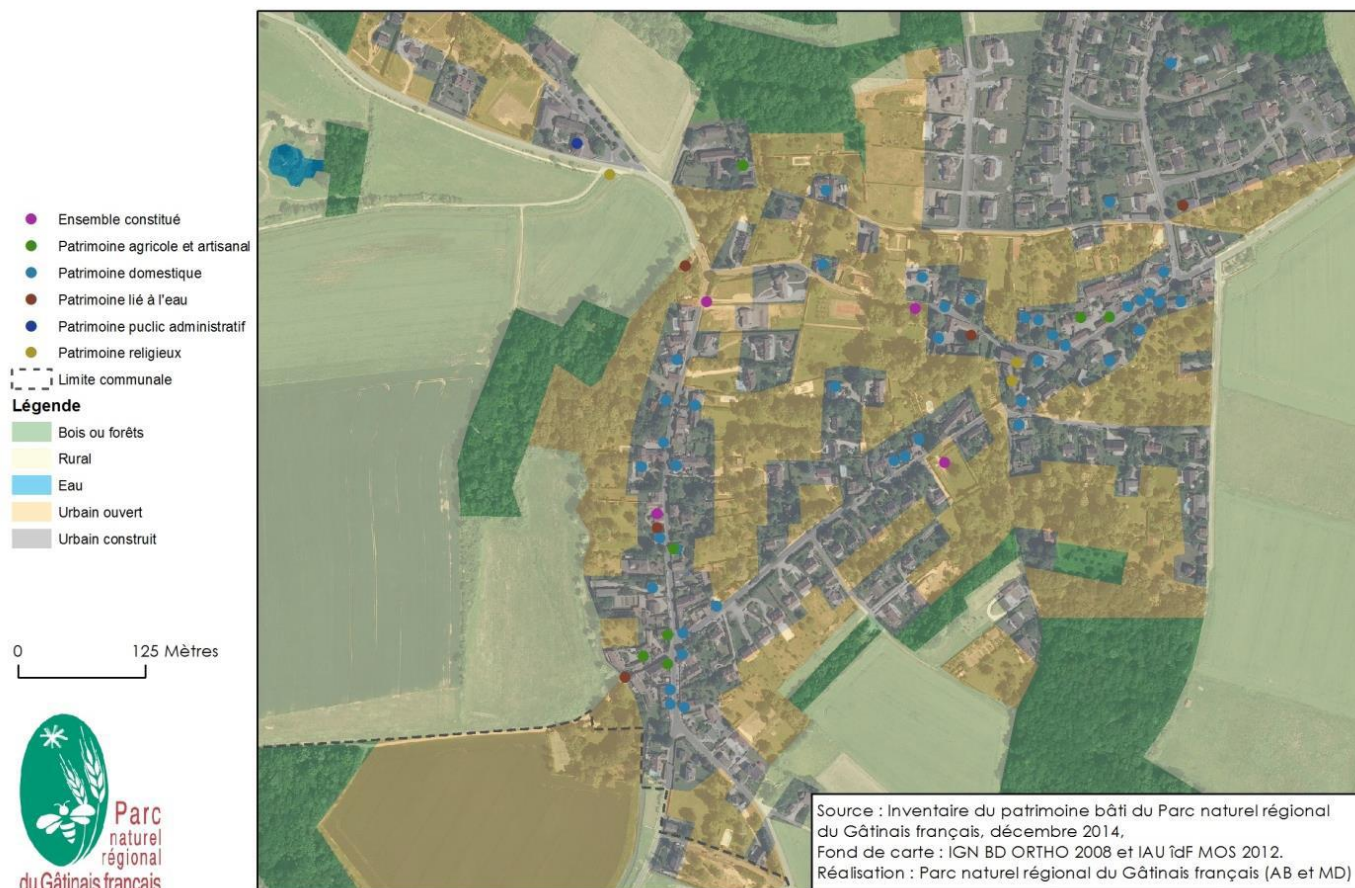 Ensemble constitué
Patrimoine agricole et artisanal
Patrimoine domestique
Patrimoine lié à l'eau
Patrimoine puclic administratif
Patrimoine religieux
Limite communale
Légende
Bois ou forêts
Rural
Eau
Urbain ouvert
Urbain construit
0 125 Mètres
Parc
naturel
régional
du Gâtinais français
Source : Inventaire du patrimoine bâti du Parc naturel régional
du Gâtinais français, décembre 2014,
Fond de carte : IGN BD ORTHO 2008 et IAU îdF MOS 2012.
Réalisation : Parc naturel régional du Gâtinais français (AB et MD)